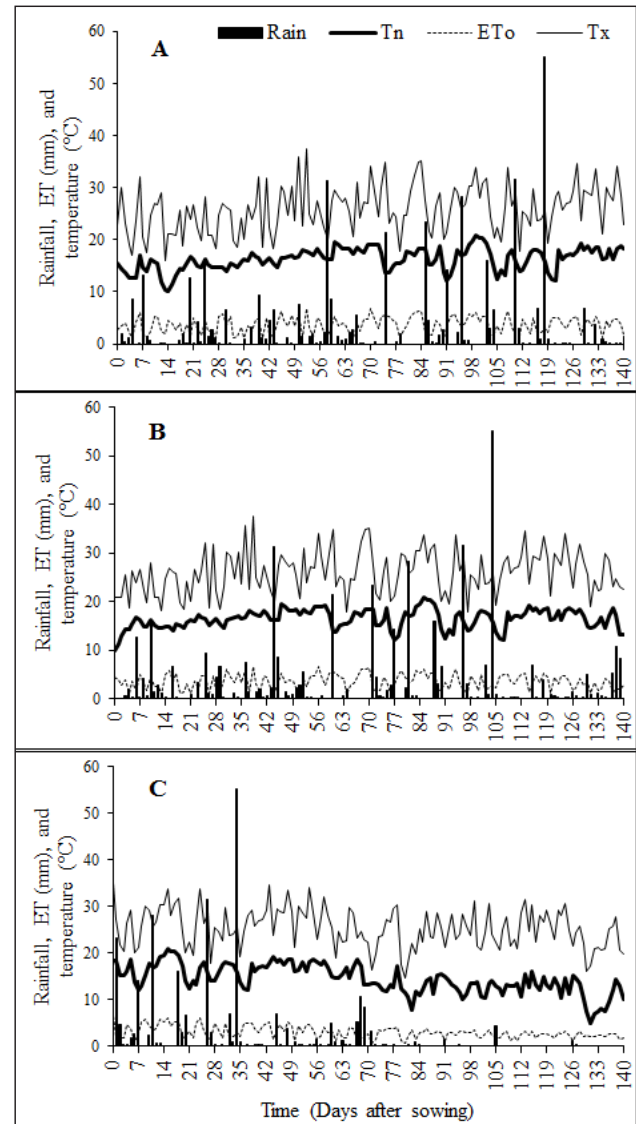 Rain Tn ETo Tx
A
Rainfall, ET (mm), and
temperature (°C)
60
50
40
30
20
10
0
0 7 14 21 28 35 42 49 56 63 70 77 84 91 98 105 112 119 126 133 140
B
Rainfall, ET (mm), and
temperature (°C)
60
50
40
30
20
10
0
0 7 14 21 28 35 42 49 56 63 70 77 84 91 98 105 112 119 126 133 140
C
Rainfall, ET (mm), and
temperature (°C)
60
50
40
30
20
10
0
0 7 14 21 28 35 42 49 56 63 70 77 84 91 98 105 112 119 126 133 140
Time (Days after sowing)